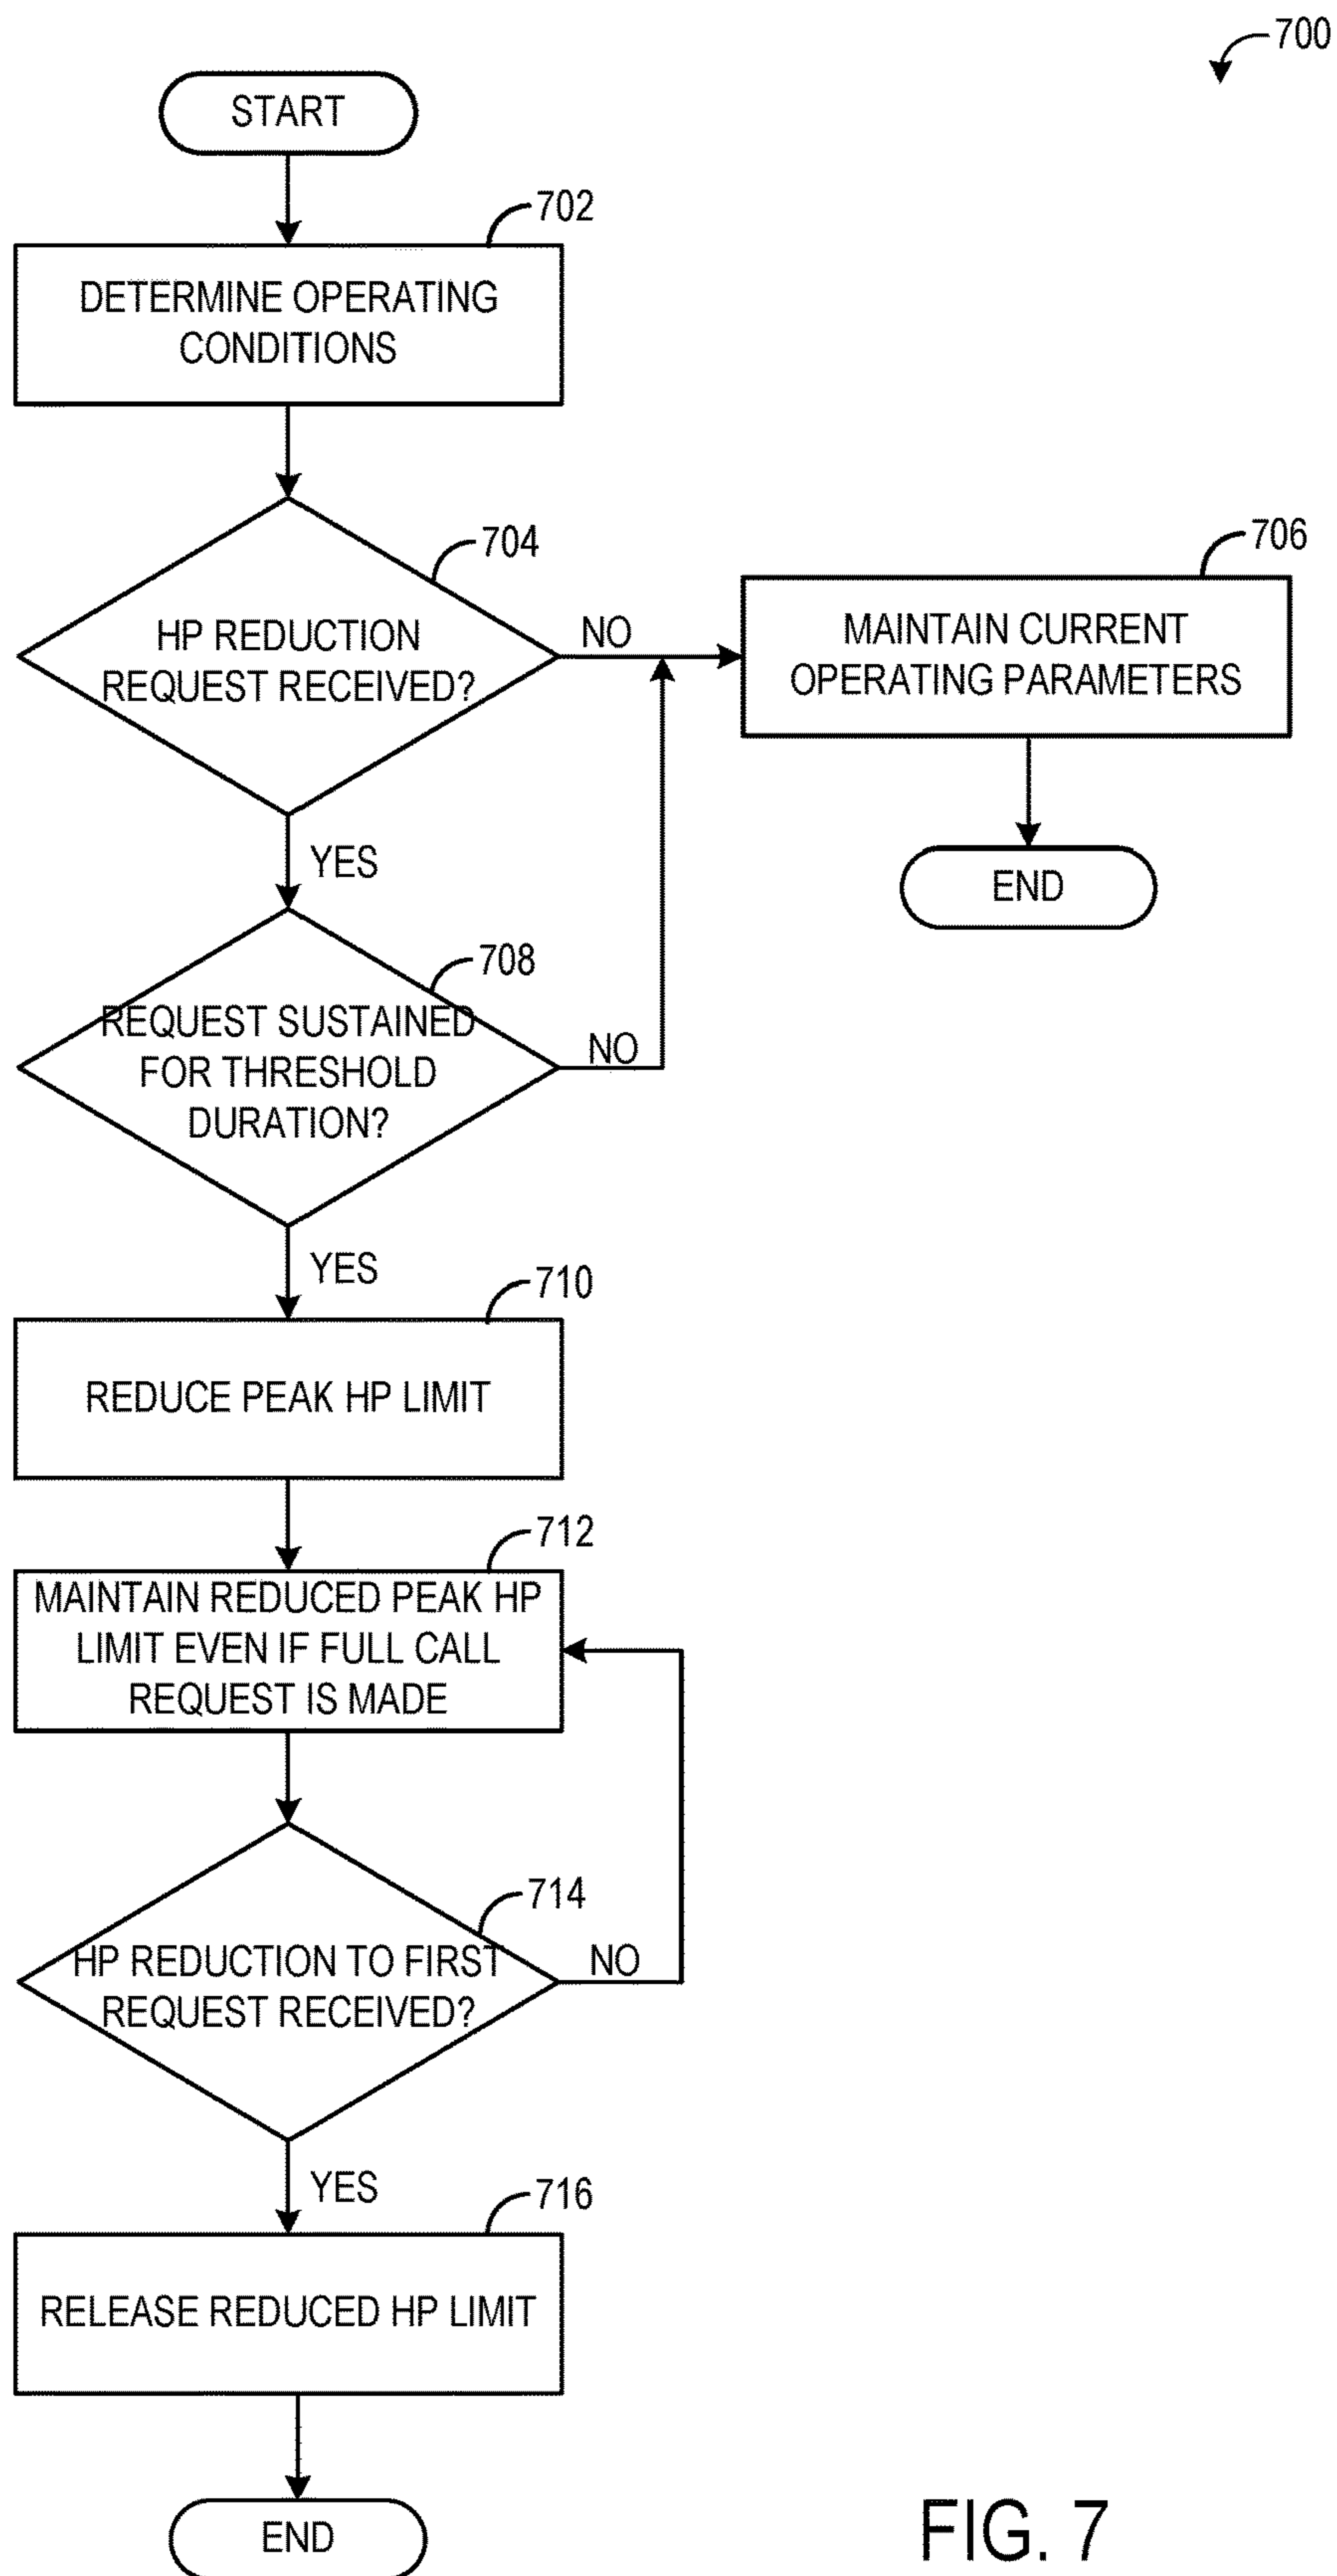 700
START
702
DETERMINE OPERATING
CONDITIONS
704
HP REDUCTION
REQUEST RECEIVED?
NO
706
MAINTAIN CURRENT
OPERATING PARAMETERS
END
YES
708
REQUEST SUSTAINED
FOR THRESHOLD
DURATION?
NO
YES
710
REDUCE PEAK HP LIMIT
712
MAINTAIN REDUCED PEAK HP
LIMIT EVEN IF FULL CALL
REQUEST IS MADE
714
HP REDUCTION TO FIRST
REQUEST RECEIVED?
NO
YES
716
RELEASE REDUCED HP LIMIT
END
FIG. 7